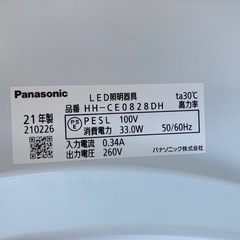 Panasonic
LED照明器具
ta30℃
品番 HH-CE0828DH 高力率
21年製
210226
PS E PESL 100V
消費電力 33.0W 50/60Hz
入力電流 0.34A
出力電圧 260V
パナソニック株式会社